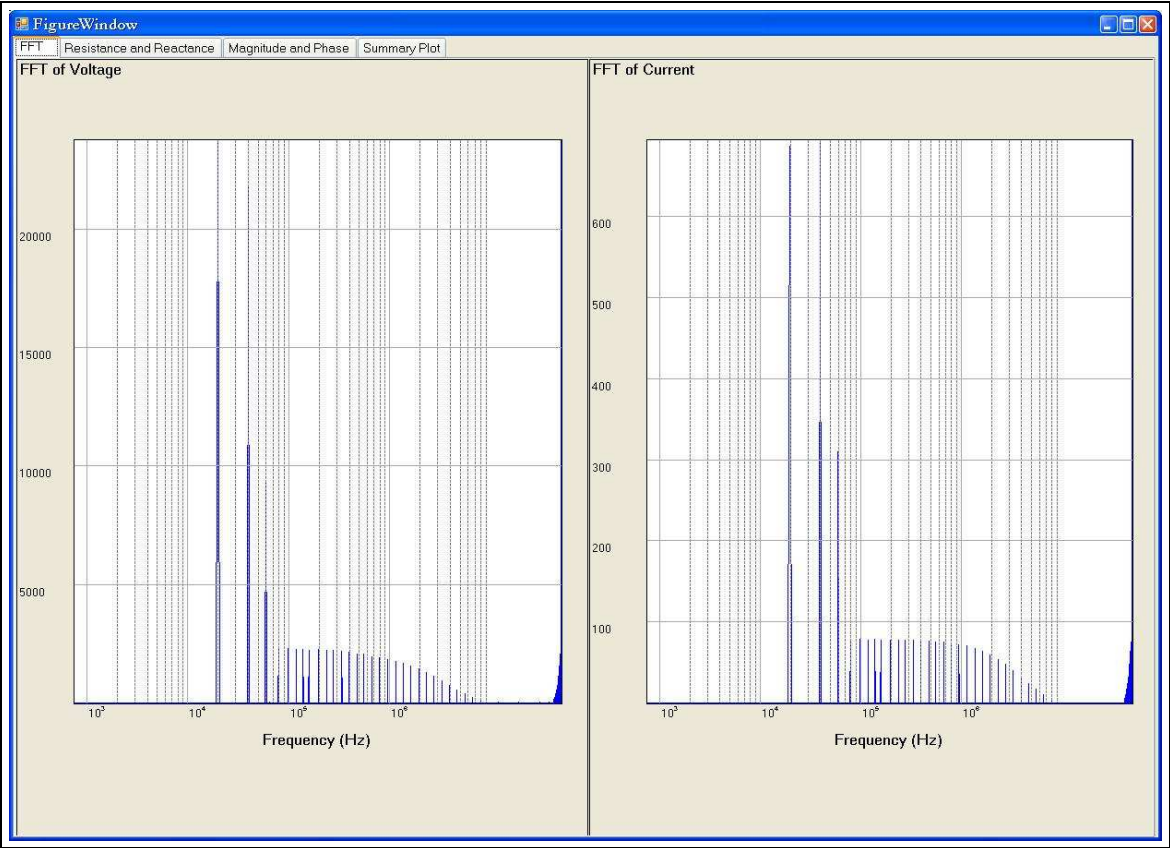 FigureWindow
FFT Resistance and Reactance Magnitude and Phase Summary Plot
FFT of Voltage
20000
15000
10000
5000
10³ 10⁴ 10⁵ 10⁶
Frequency (Hz)
FFT of Current
600
500
400
300
200
100
10³ 10⁴ 10⁵ 10⁶
Frequency (Hz)